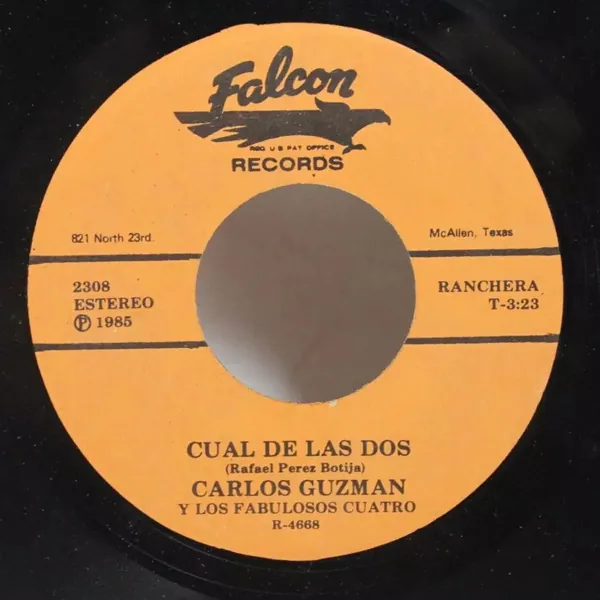 Falcon
REG U S PAT OFFICE
RECORDS
821 North 23rd.
McAllen, Texas
2308
ESTEREO
Ⓟ 1985
RANCHERA
T-3:23
CUAL DE LAS DOS
(Rafael Perez Botija)
CARLOS GUZMAN
Y LOS FABULOSOS CUATRO
R-4668